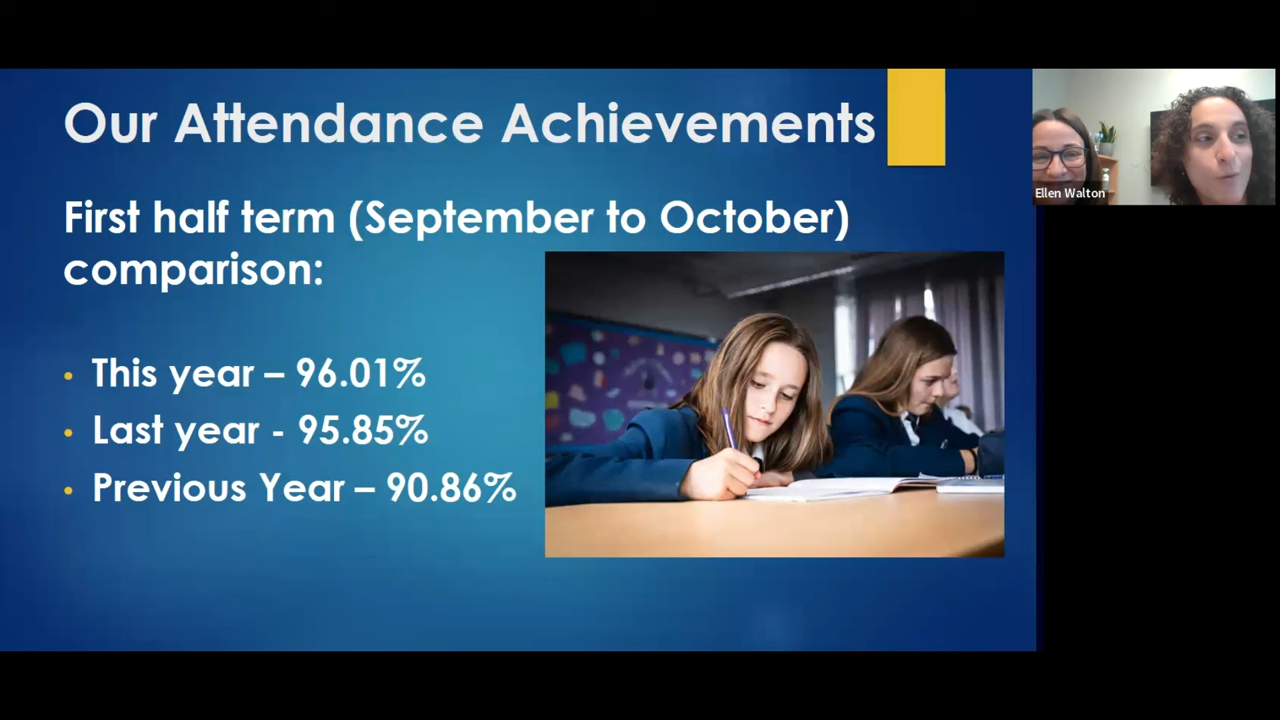 Our Attendance Achievements
First half term (September to October)
comparison:
• This year – 96.01%
• Last year - 95.85%
• Previous Year – 90.86%
Ellen Walton